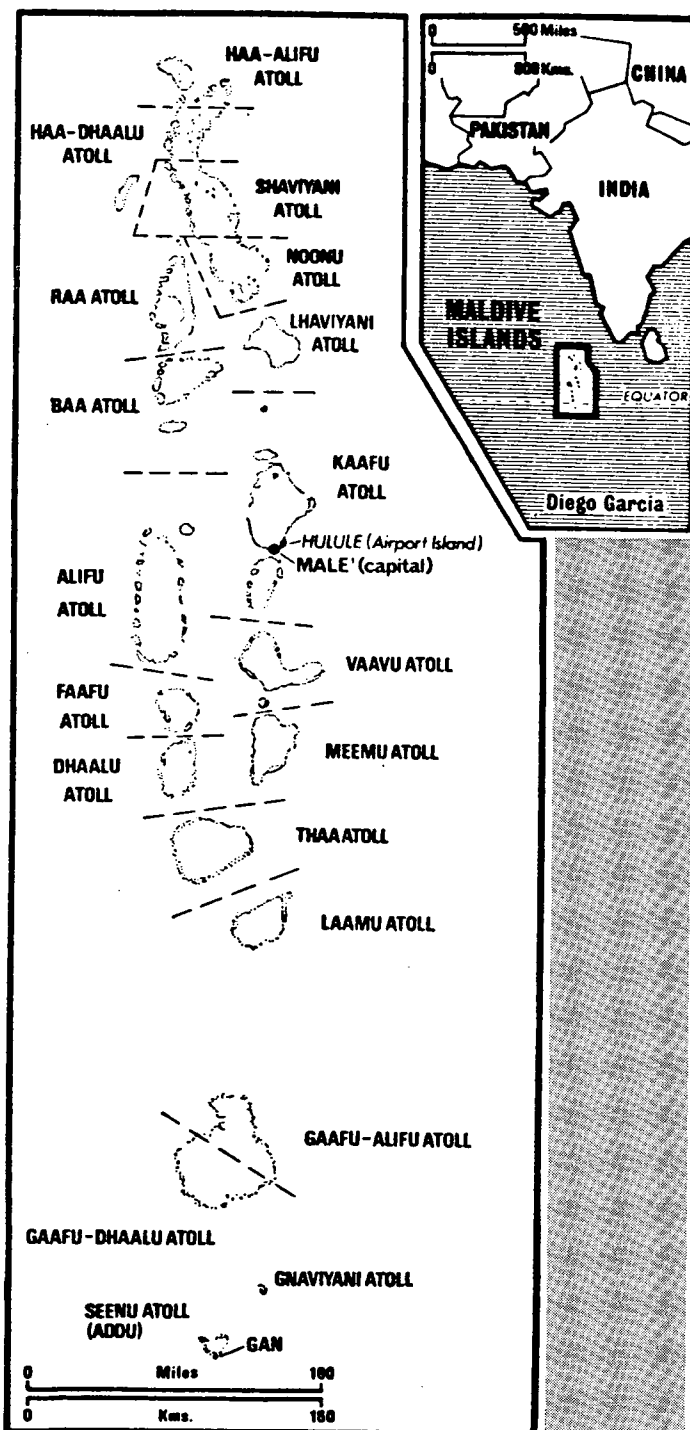 HAA-ALIFU
ATOLL
HAA-DHAALU
ATOLL
SHAVIYANI
ATOLL
NOONU
ATOLL
RAA ATOLL
LHAVIYANI
ATOLL
BAA ATOLL
KAAFU
ATOLL
HULULE (Airport Island)
MALE' (capital)
ALIFU
ATOLL
VAAVU ATOLL
FAAFU
ATOLL
MEEMU ATOLL
DHAALU
ATOLL
THAA ATOLL
LAAMU ATOLL
GAAFU-ALIFU ATOLL
GAAFU-DHAALU ATOLL
GNAVIYANI ATOLL
SEENU ATOLL
(ADDU)
GAN
0 Miles 100
0 Kms. 160
0 500 Miles
0 800 Kms.
CHINA
PAKISTAN
INDIA
MALDIVE
ISLANDS
EQUATOR
Diego Garcia